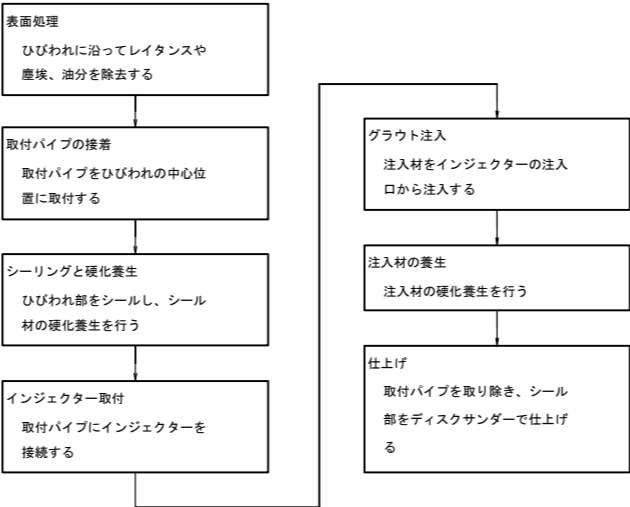 表面処理
ひびわれに沿ってレイタンスや
塵埃、油分を除去する
取付パイプの接着
取付パイプをひびわれの中心位
置に取付する
シーリングと硬化養生
ひびわれ部をシールし、シール
材の硬化養生を行う
インジェクター取付
取付パイプにインジェクターを
接続する
グラウト注入
注入材をインジェクターの注入
口から注入する
注入材の養生
注入材の硬化養生を行う
仕上げ
取付パイプを取り除き、シール
部をディスクサンダーで仕上げ
る